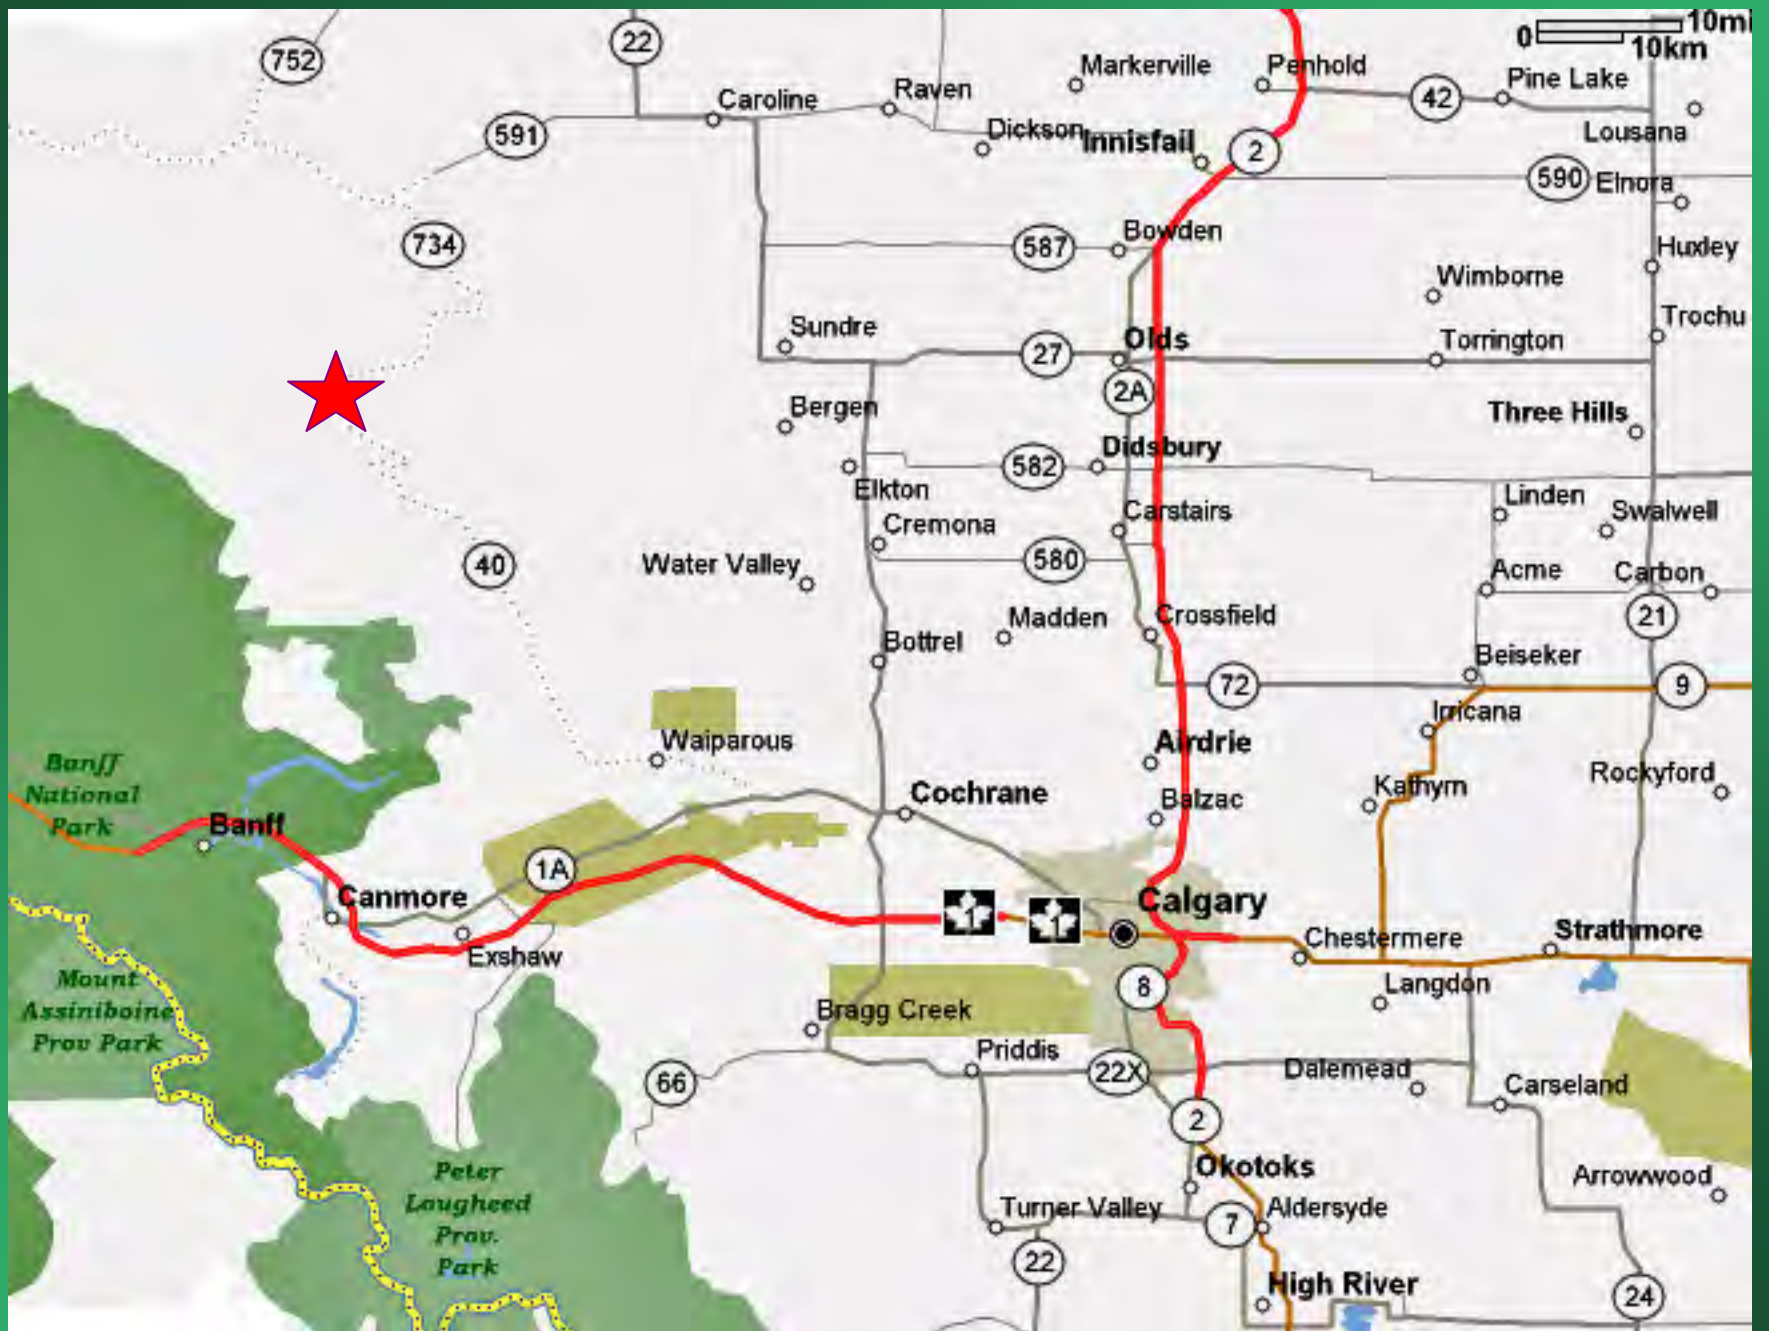 10mi
0
10km
752
22
Markerville
Penhold
Pine Lake
Caroline
Raven
42
591
Dickson
Innisfail
2
Lousana
590
Elnora
734
587
Bowden
Huxley
Wimborne
Sundre
27
Olds
Torrington
Trochu
2A
Bergen
Three Hills
582
Didsbury
Elkton
Linden
Swalwell
Cremona
Carstairs
40
Water Valley
580
Acme
Carbon
Madden
Crossfield
21
Bottrel
Beiseker
72
9
Irricana
Waiparous
Airdrie
Banff
National
Park
Rockyford
Cochrane
Balzac
Kathyrn
Banff
1A
Canmore
1
1
Calgary
Exshaw
Chestermere
Strathmore
Mount
Assiniboine
Prov Park
8
Langdon
Bragg Creek
66
Priddis
22X
Dalemead
Carseland
2
Peter
Lougheed
Prov.
Park
Okotoks
Arrowwood
Turner Valley
7
Aldersyde
22
High River
24